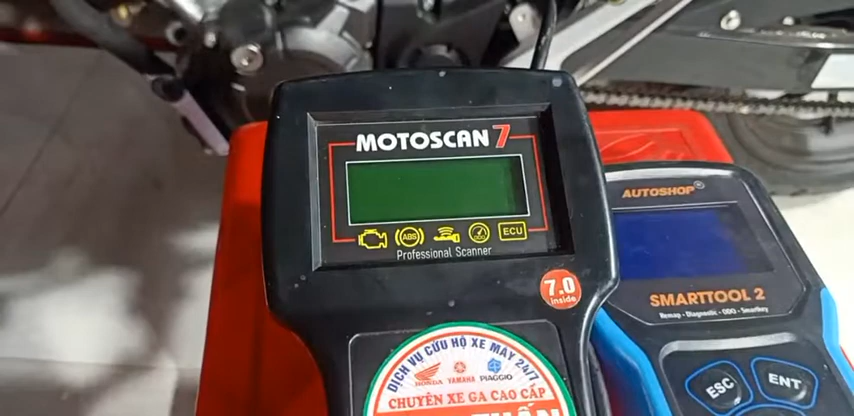 MOTOSCAN 7
ABS
ODO
ECU
Professional Scanner
7.0
inside
DỊCH VỤ CỨU HỘ XE MÁY 24/7
HONDA YAMAHA PIAGGIO
CHUYÊN XE GA CAO CẤP
AUTOSHOP®
SMARTTOOL 2
Remap - Diagnostic - ODO - Smartkey
ESC
ENT